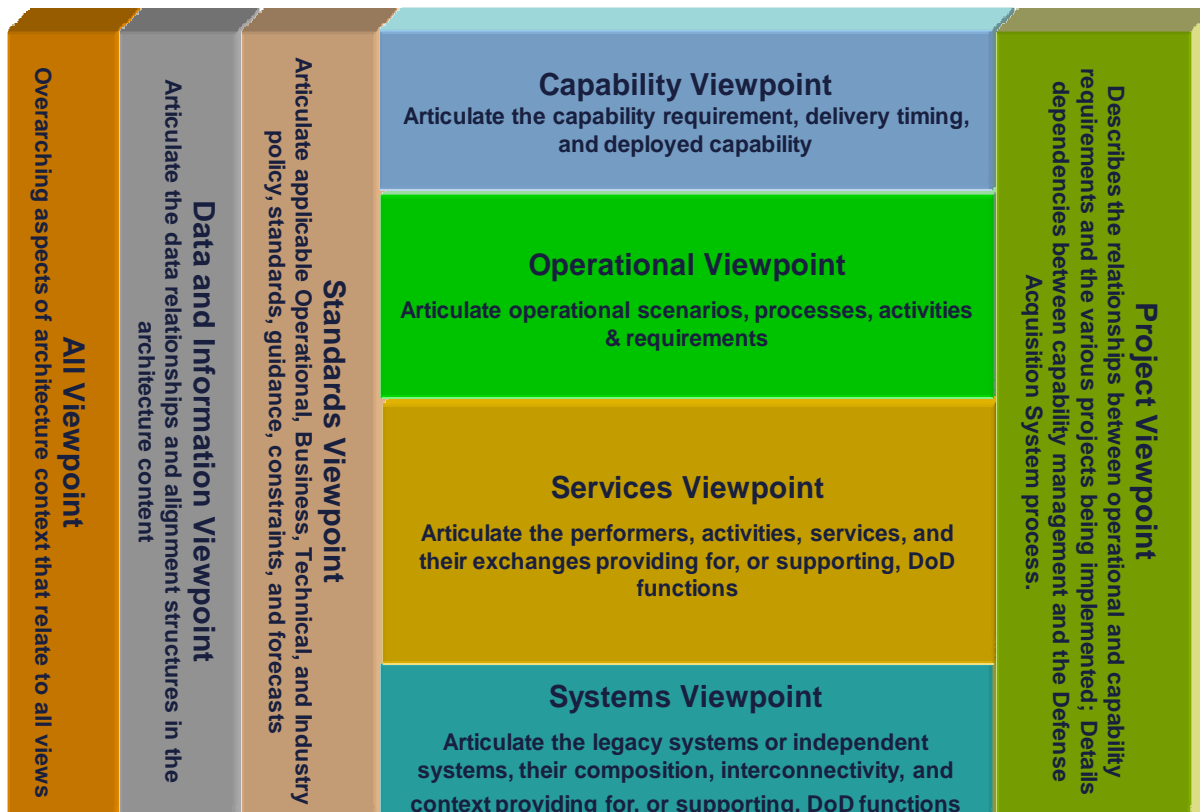 All Viewpoint
Overarching aspects of architecture context that relate to all views
Data and Information Viewpoint
Articulate the data relationships and alignment structures in the
architecture content
Standards Viewpoint
Articulate applicable Operational, Business, Technical, and Industry
policy, standards, guidance, constraints, and forecasts
Capability Viewpoint
Articulate the capability requirement, delivery timing,
and deployed capability
Operational Viewpoint
Articulate operational scenarios, processes, activities
& requirements
Services Viewpoint
Articulate the performers, activities, services, and
their exchanges providing for, or supporting, DoD
functions
Systems Viewpoint
Articulate the legacy systems or independent
systems, their composition, interconnectivity, and
context providing for, or supporting, DoD functions
Project Viewpoint
Describes the relationships between operational and capability
requirements and the various projects being implemented; Details
dependencies between capability management and the Defense
Acquisition System process.